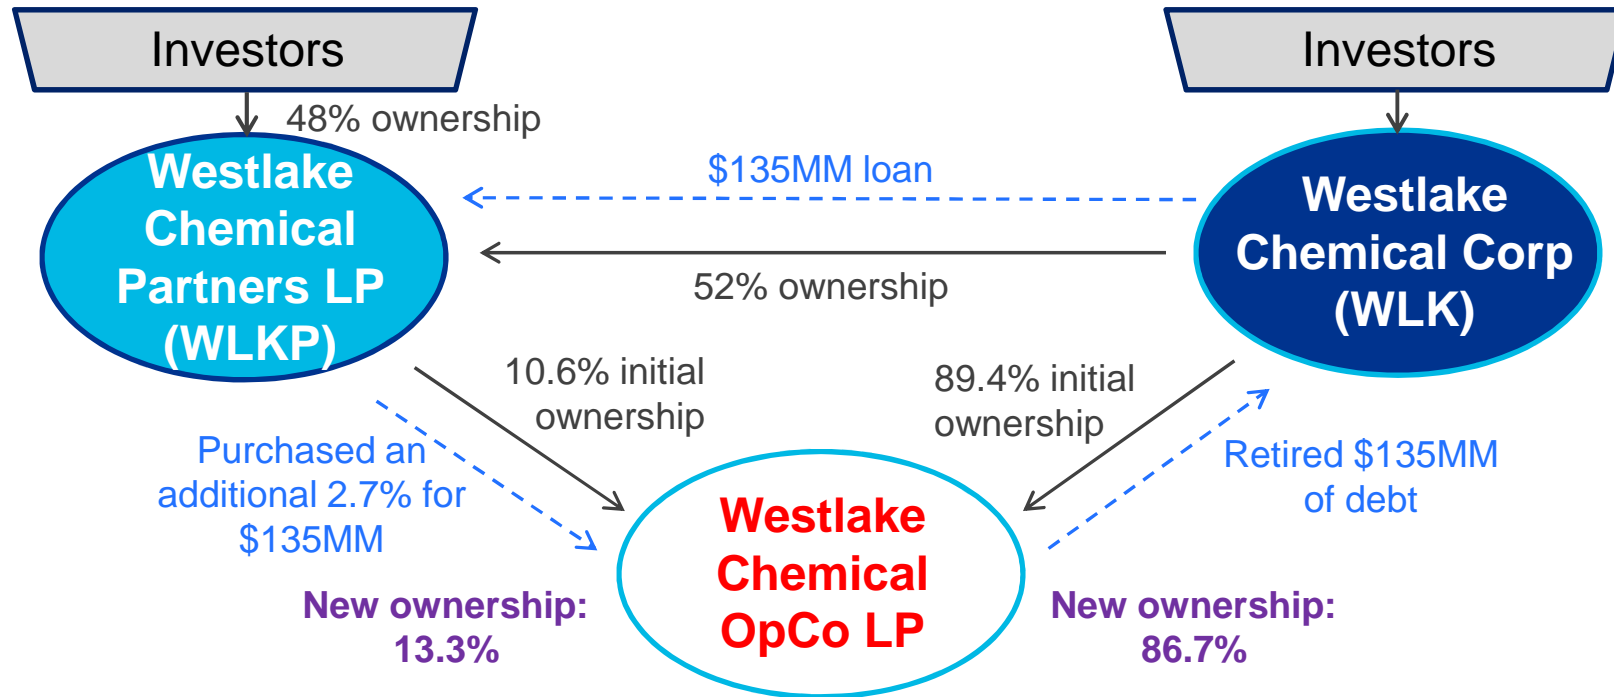 Investors
Investors
48% ownership
Westlake
Chemical
Partners LP
(WLKP)
$135MM loan
52% ownership
Westlake
Chemical Corp
(WLK)
10.6% initial
ownership
89.4% initial
ownership
Purchased an
additional 2.7% for
$135MM
Retired $135MM
of debt
Westlake
Chemical
OpCo LP
New ownership:
13.3%
New ownership:
86.7%